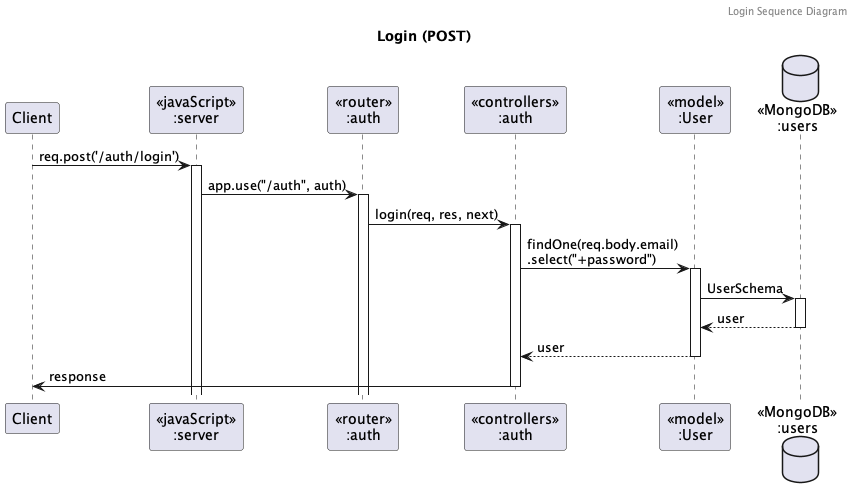 Login Sequence Diagram
Login (POST)
Client
«javaScript»
:server
«router»
:auth
«controllers»
:auth
«model»
:User
«MongoDB»
:users
req.post('/auth/login')
app.use("/auth", auth)
login(req, res, next)
findOne(req.body.email)
.select("+password")
UserSchema
user
user
response
Client
«javaScript»
:server
«router»
:auth
«controllers»
:auth
«model»
:User
«MongoDB»
:users